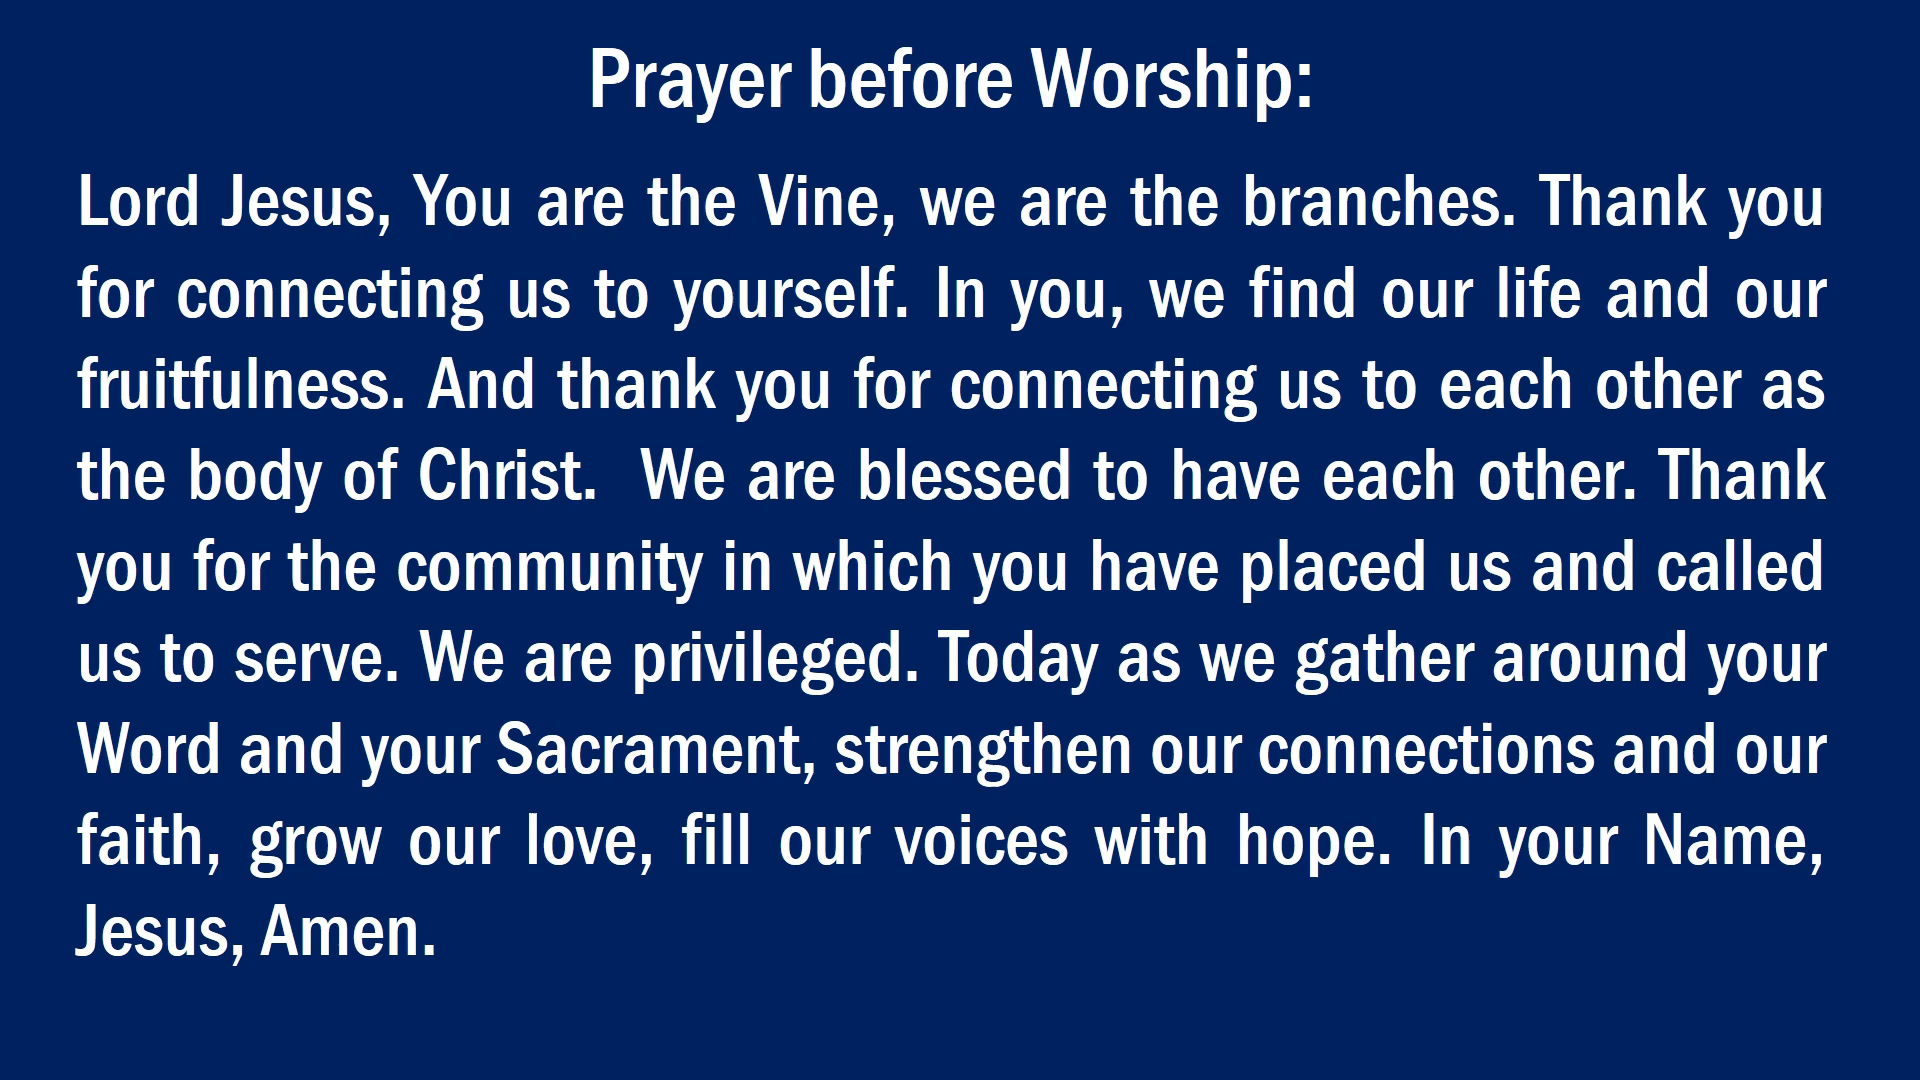 Prayer before Worship:
Lord Jesus, You are the Vine, we are the branches. Thank you
for connecting us to yourself. In you, we find our life and our
fruitfulness. And thank you for connecting us to each other as
the body of Christ.  We are blessed to have each other. Thank
you for the community in which you have placed us and called
us to serve. We are privileged. Today as we gather around your
Word and your Sacrament, strengthen our connections and our
faith, grow our love, fill our voices with hope. In your Name,
Jesus, Amen.